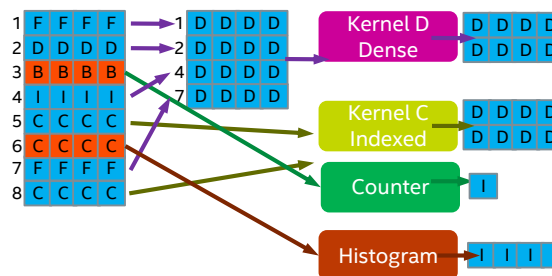 1 F F F F
2 D D D D
3 B B B B
4 I I I I
5 C C C C
6 C C C C
7 F F F F
8 C C C C
1 D D D D
2 D D D D
4 D D D D
7 D D D D
Kernel D
Dense
D D D D
D D D D
Kernel C
Indexed
D D D D
D D D D
Counter
I
Histogram
I I I I